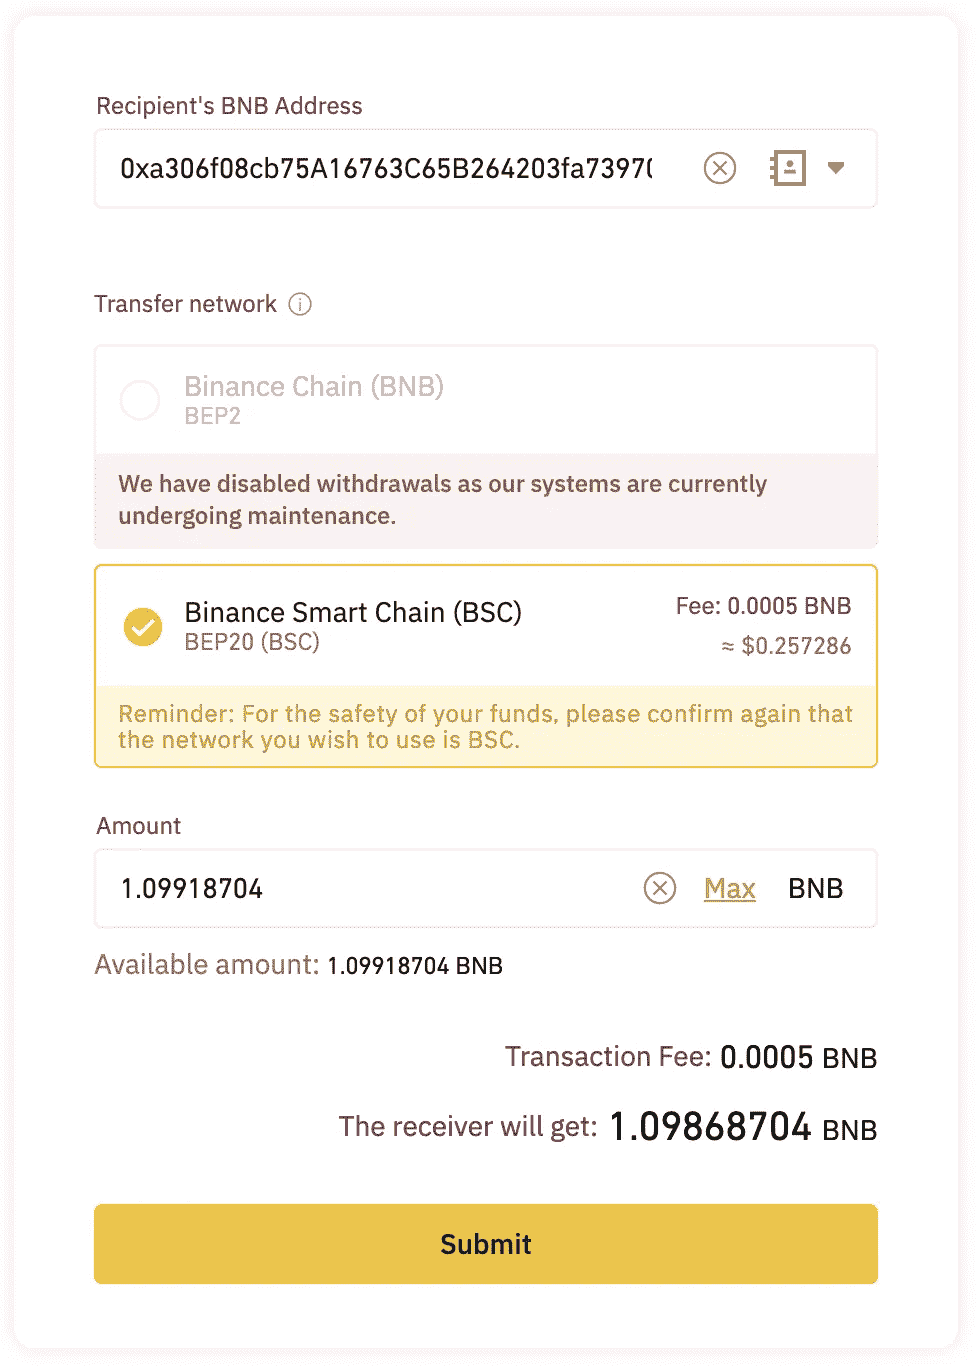 Recipient's BNB Address
0xa306f08cb75A16763C65B264203fa7397
Transfer network
Binance Chain (BNB)
BEP2
We have disabled withdrawals as our systems are currently
undergoing maintenance.
Binance Smart Chain (BSC)
Fee: 0.0005 BNB
BEP20 (BSC)
≈ $0.257286
Reminder: For the safety of your funds, please confirm again that
the network you wish to use is BSC.
Amount
1.09918704
Max
BNB
Available amount: 1.09918704 BNB
Transaction Fee: 0.0005 BNB
The receiver will get: 1.09868704 BNB
Submit